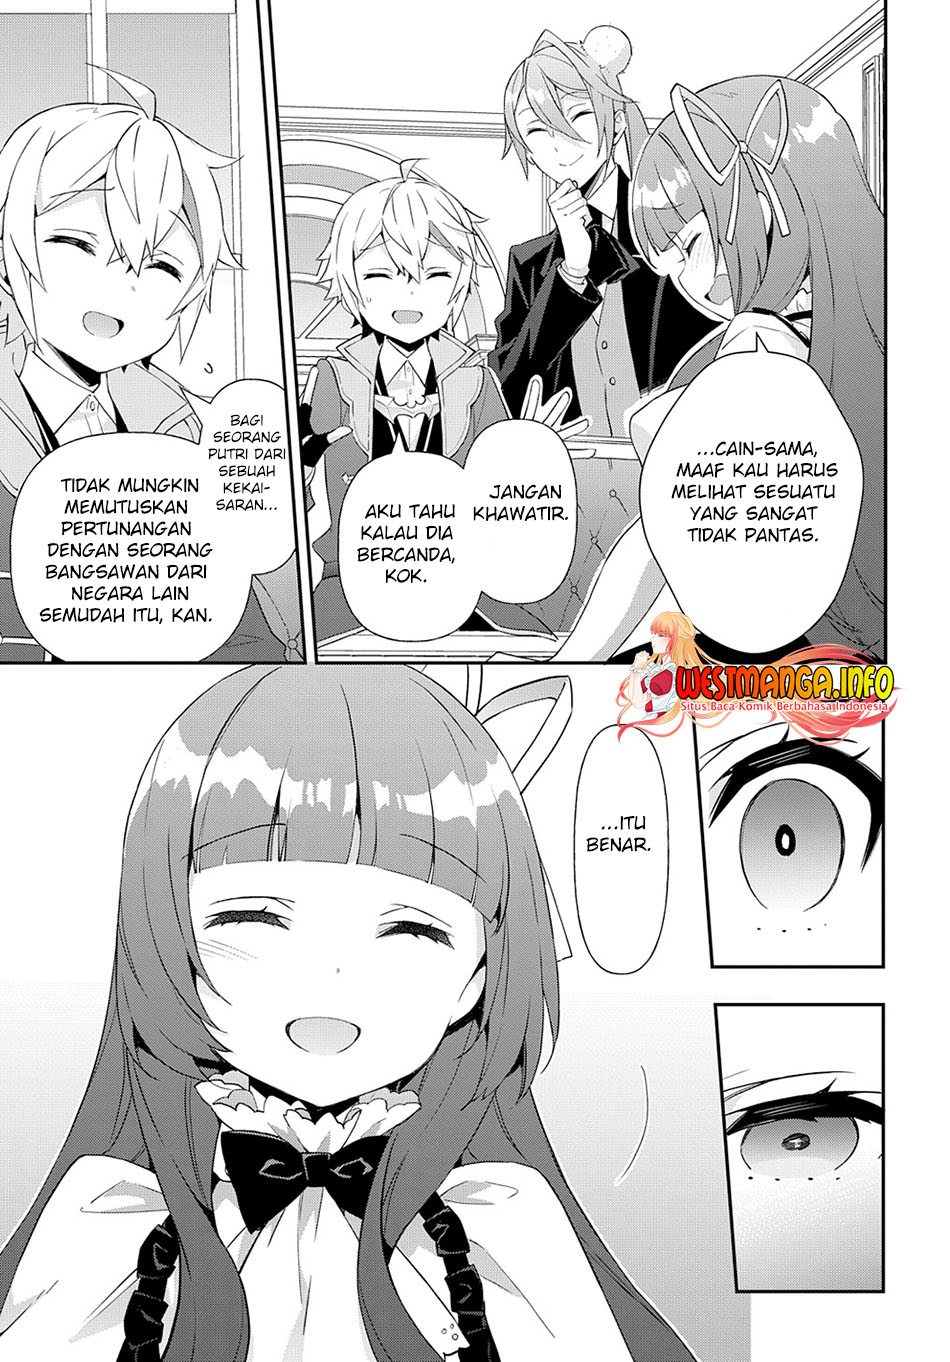 ...CAIN-SAMA,
MAAF KAU HARUS
MELIHAT SESUATU
YANG SANGAT
TIDAK PANTAS.
JANGAN
KHAWATIR.
AKU TAHU
KALAU DIA
BERCANDA,
KOK.
BAGI
SEORANG
PUTRI DARI
SEBUAH
KEKAI-
SARAN...
TIDAK MUNGKIN
MEMUTUSKAN
PERTUNANGAN
DENGAN SEORANG
BANGSAWAN DARI
NEGARA LAIN
SEMUDAH ITU, KAN.
WESTMANGA.INFO
Situs Baca Komik Berbahasa Indonesia
...ITU
BENAR.